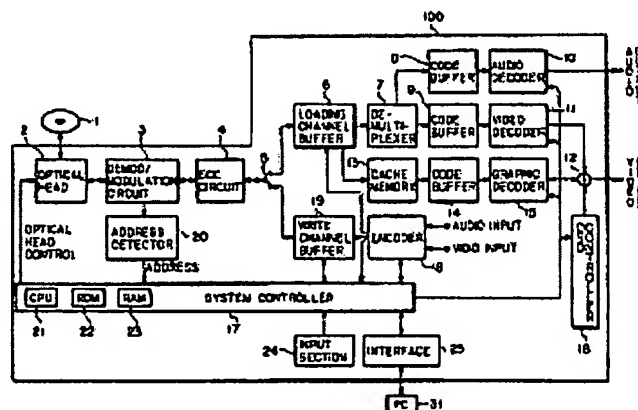 100
8
CODE
BUFFER
AUDIO
DECODER
10
6
LOADING
CHANNEL
BUFFER
7
DE-
MULTI-
PLEXER
9
CODE
BUFFER
VIDEO
DECODER
11
1
2
OPTICAL
HEAD
3
DEMOD/
MODULATION
CIRCUIT
4
ECC
CIRCUIT
5
13
CACHE
MEMORY
CODE
BUFFER
14
GRAPHIC
DECODER
15
12
OPTICAL
HEAD
CONTROL
ADDRESS
DETECTOR
20
ADDRESS
19
WRITE
CHANNEL
BUFFER
ENCODER
18
AUDIO INPUT
VIDIO INPUT
CPU
ROM
RAM
SYSTEM CONTROLLER
21
22
23
17
24
INPUT
SECTION
INTERFACE
25
16
PC
31